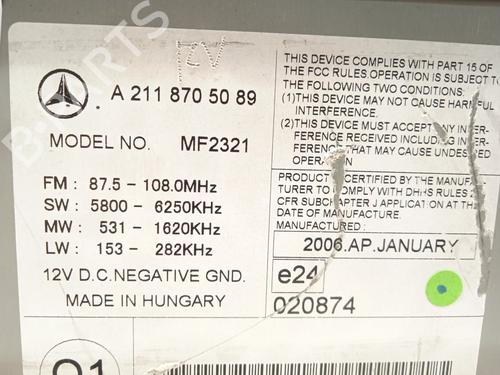 PARTS
A 211 870 50 89
MODEL NO. MF2321
FM : 87.5 - 108.0MHz
SW : 5800 - 6250KHz
MW : 531 - 1620KHz
LW : 153 - 282KHz
12V D.C.NEGATIVE GND.
MADE IN HUNGARY
THIS DEVICE COMPLIES WITH PART 15 OF
THE FCC RULES.OPERATION IS SUBJECT TO
THE FOLLOWING TWO CONDITIONS:
(1)THIS DEVICE MAY NOT CAUSE HARMFUL
INTERFERENCE.
(2)THIS DEVICE MUST ACCEPT ANY INTER-
FERENCE RECEIVED INCLUDING INTER-
FERENCE THAT MAY CAUSE UNDESIRED
OPERATION
PRODUCT CERTIFIED BY THE MANUFAC-
TURER TO COMPLY WITH DHHS RULES 2
CFR SUBCHAPTER J APPLICATION AT THE
DATE OF MANUFACTURE.
MANUFACTURED :
2006.AP.JANUARY
e24
020874
01